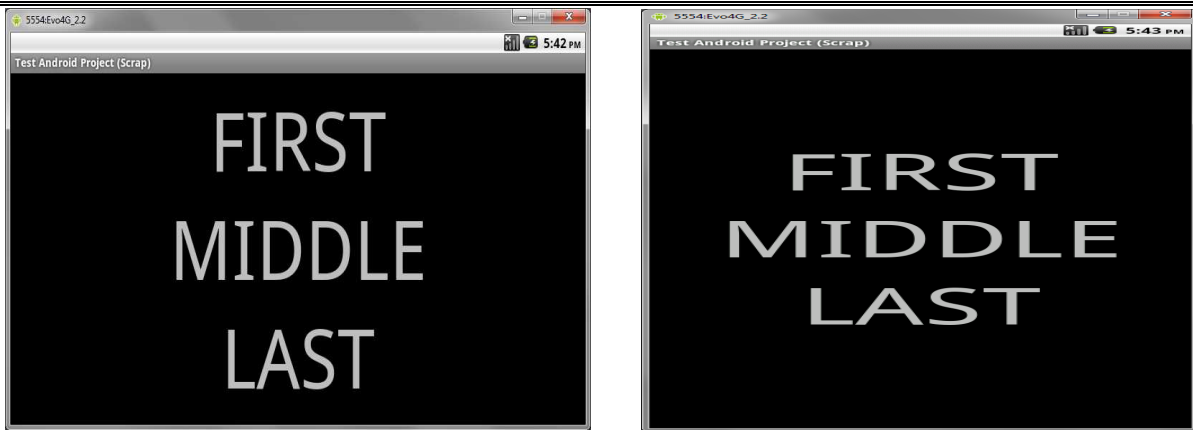 5554:Evo4G_2.2
5:42 PM
Test Android Project (Scrap)
FIRST
MIDDLE
LAST
5554:Evo4G_2.2
5:43 PM
Test Android Project (Scrap)
FIRST
MIDDLE
LAST